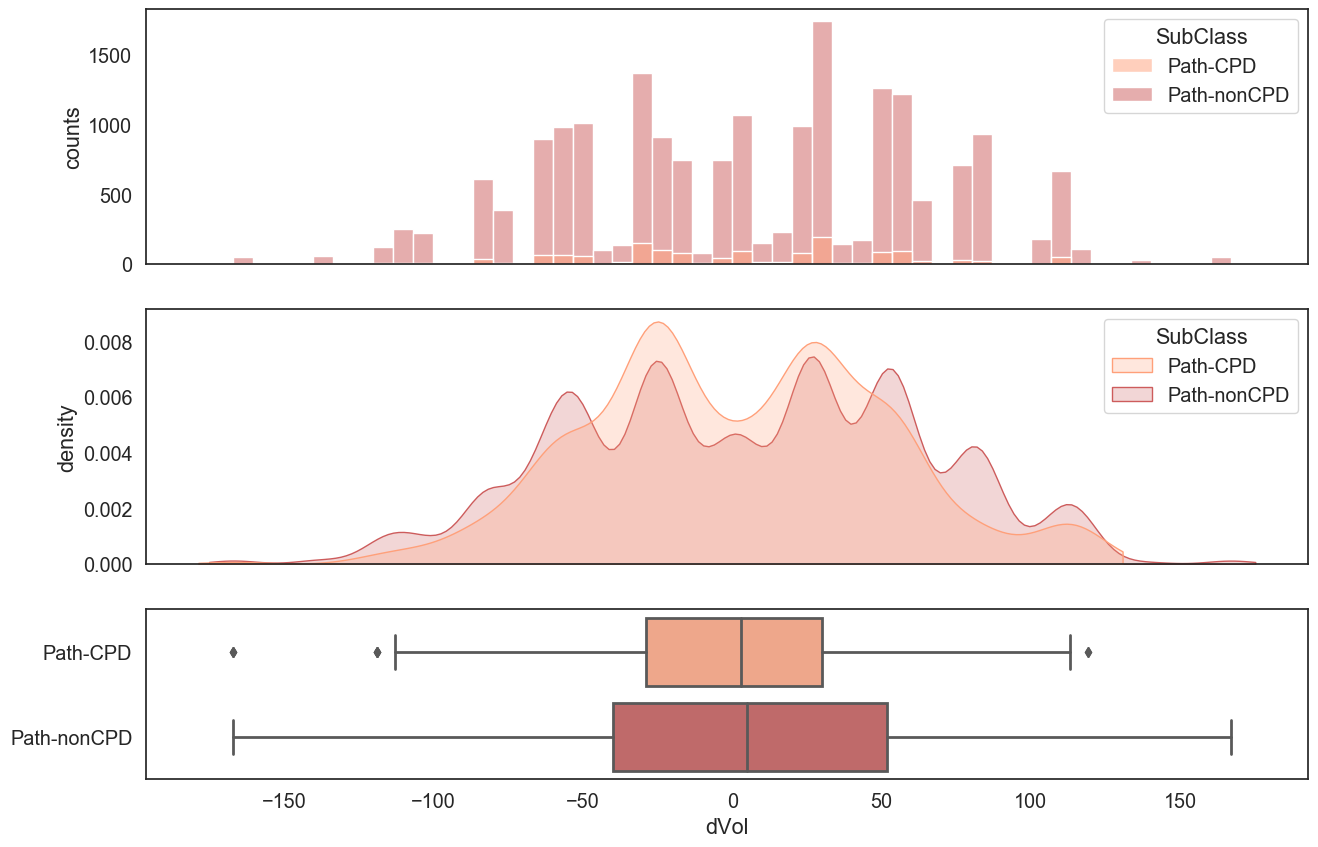 counts
1500
1000
500
0
SubClass
Path-CPD
Path-nonCPD
density
0.008
0.006
0.004
0.002
0.000
SubClass
Path-CPD
Path-nonCPD
Path-CPD
Path-nonCPD
−150 −100 −50 0 50 100 150
dVol